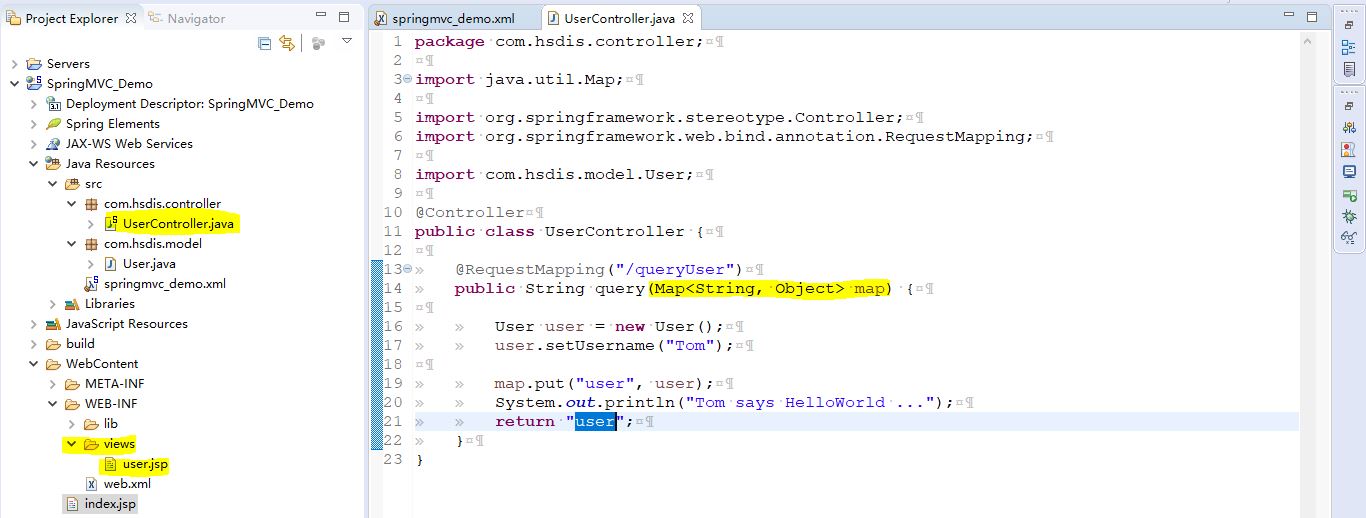 Project Explorer
Navigator
Servers
SpringMVC_Demo
Deployment Descriptor: SpringMVC_Demo
Spring Elements
JAX-WS Web Services
Java Resources
src
com.hsdis.controller
UserController.java
com.hsdis.model
User.java
springmvc_demo.xml
Libraries
JavaScript Resources
build
WebContent
META-INF
WEB-INF
lib
views
user.jsp
web.xml
index.jsp
springmvc_demo.xml
UserController.java
1 package com.hsdis.controller;
2
3 import java.util.Map;
4
5 import org.springframework.stereotype.Controller;
6 import org.springframework.web.bind.annotation.RequestMapping;
7
8 import com.hsdis.model.User;
9
10 @Controller
11 public class UserController {
12
13 @RequestMapping("/queryUser")
14 public String query(Map<String, Object> map) {
15
16 User user = new User();
17 user.setUsername("Tom");
18
19 map.put("user", user);
20 System.out.println("Tom says HelloWorld ...");
21 return "user";
22 }
23 }